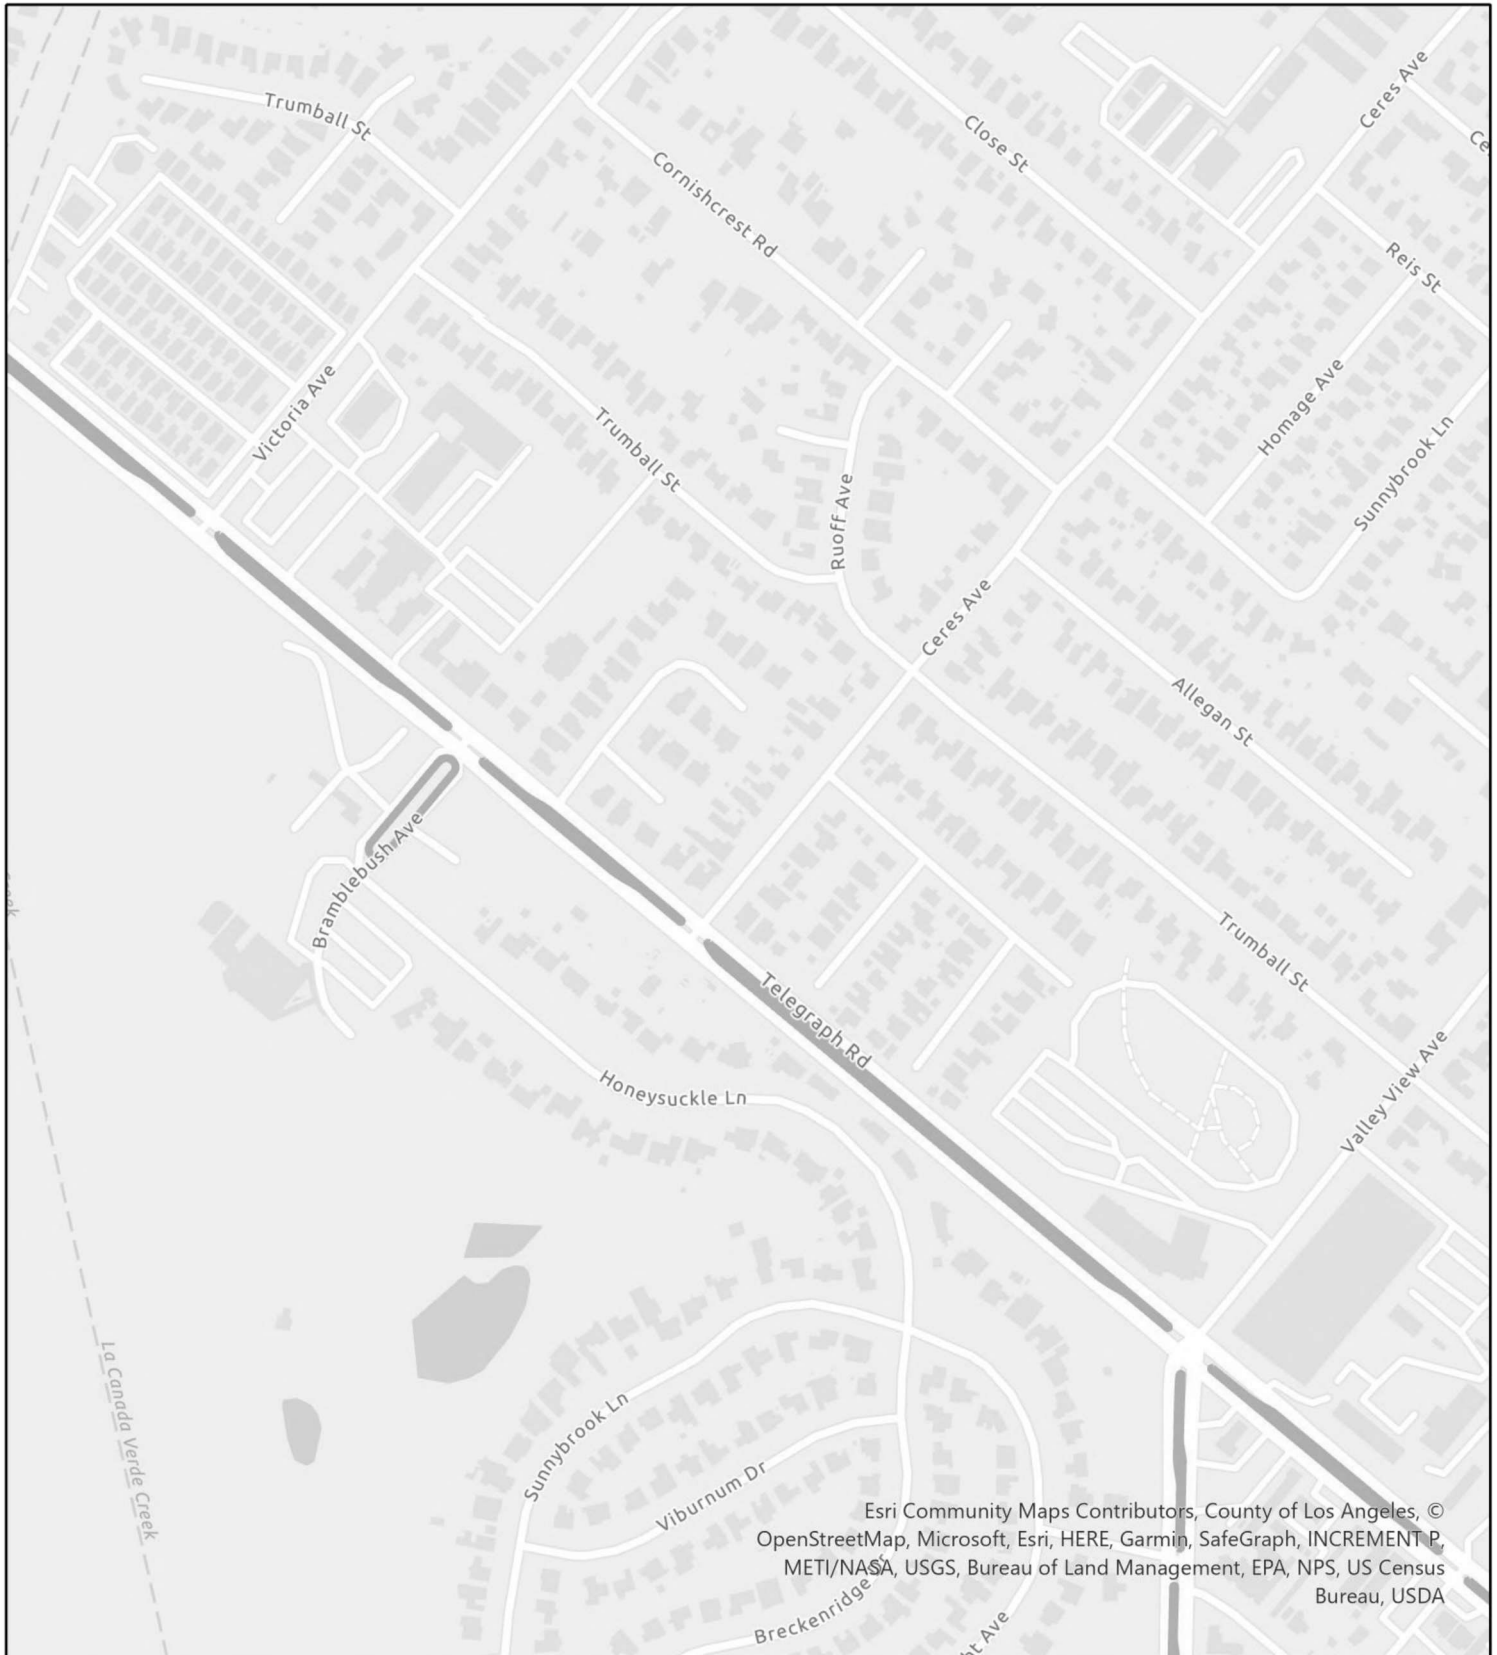 Ceres Ave
Trumball St
Close St
Cornishcrest Rd
Reis St
Victoria Ave
Homage Ave
Trumball St
Sunnybrook Ln
Ruoff Ave
Ceres Ave
Allegan St
Bramblebush Ave
Trumball St
Telegraph Rd
Honeysuckle Ln
Valley View Ave
La Canada Verde Creek
Sunnybrook Ln
Viburnum Dr
Breckenridge Dr
Esri Community Maps Contributors, County of Los Angeles, ©
OpenStreetMap, Microsoft, Esri, HERE, Garmin, SafeGraph, INCREMENT P,
METI/NASA, USGS, Bureau of Land Management, EPA, NPS, US Census
Bureau, USDA